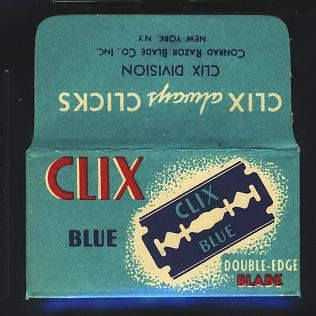 CLIX always CLICKS
CLIX DIVISION
CONRAD RAZOR BLADE CO., INC.
NEW YORK, N.Y.
CLIX
BLUE
CLIX
BLUE
DOUBLE-EDGE
BLADE